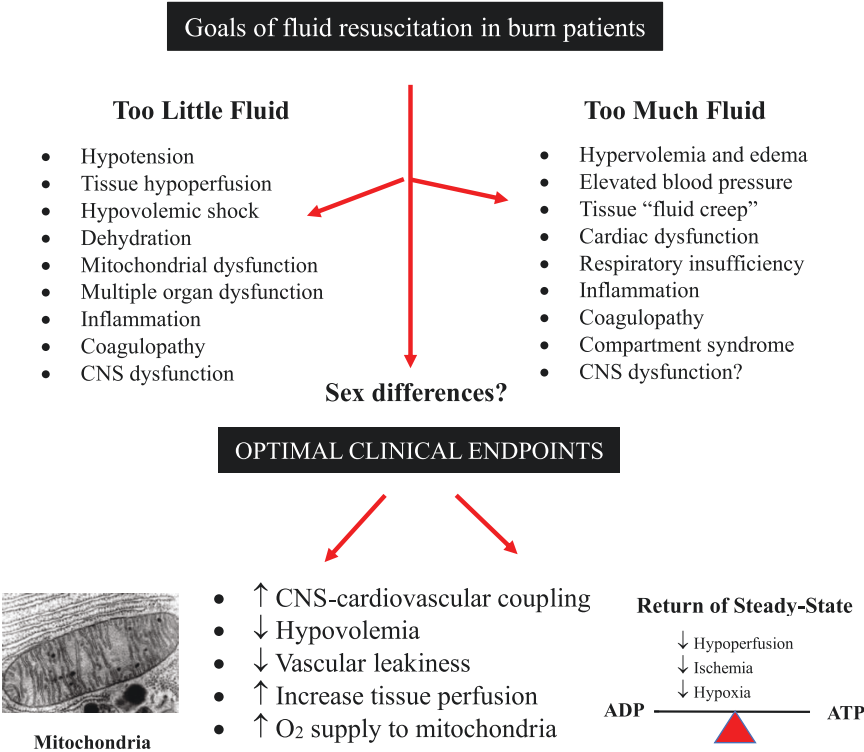 Goals of fluid resuscitation in burn patients
Too Little Fluid
• Hypotension
• Tissue hypoperfusion
• Hypovolemic shock
• Dehydration
• Mitochondrial dysfunction
• Multiple organ dysfunction
• Inflammation
• Coagulopathy
• CNS dysfunction
Too Much Fluid
• Hypervolemia and edema
• Elevated blood pressure
• Tissue “fluid creep”
• Cardiac dysfunction
• Respiratory insufficiency
• Inflammation
• Coagulopathy
• Compartment syndrome
• CNS dysfunction?
Sex differences?
OPTIMAL CLINICAL ENDPOINTS
• ↑ CNS-cardiovascular coupling
• ↓ Hypovolemia
• ↓ Vascular leakiness
• ↑ Increase tissue perfusion
• ↑ O₂ supply to mitochondria
Mitochondria
Return of Steady-State
↓ Hypoperfusion
↓ Ischemia
↓ Hypoxia
ADP ATP